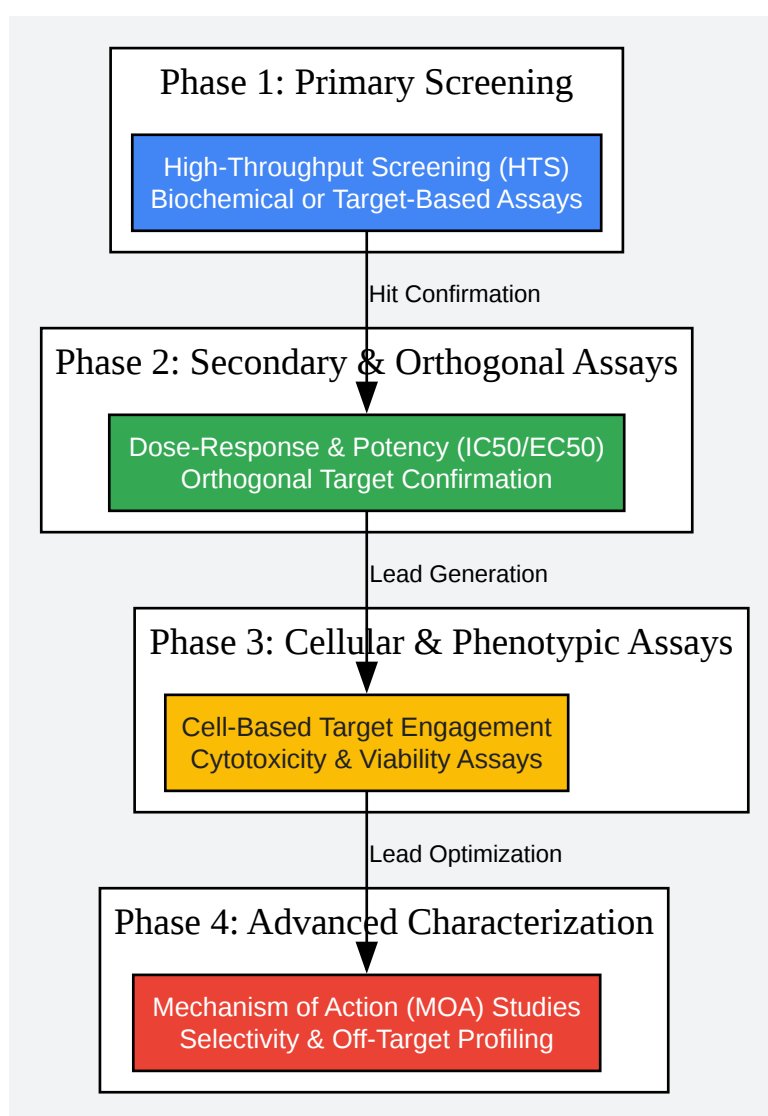 Phase 1: Primary Screening
High-Throughput Screening (HTS)
Biochemical or Target-Based Assays
Hit Confirmation
Phase 2: Secondary & Orthogonal Assays
Dose-Response & Potency (IC50/EC50)
Orthogonal Target Confirmation
Lead Generation
Phase 3: Cellular & Phenotypic Assays
Cell-Based Target Engagement
Cytotoxicity & Viability Assays
Lead Optimization
Phase 4: Advanced Characterization
Mechanism of Action (MOA) Studies
Selectivity & Off-Target Profiling